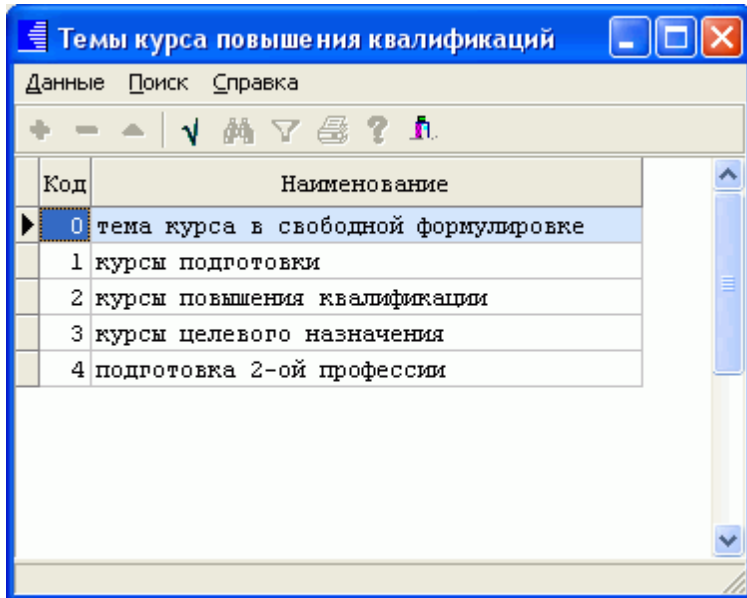 Темы курса повышения квалификаций
Данные Поиск Справка
Код Наименование
0 тема курса в свободной формулировке
1 курсы подготовки
2 курсы повышения квалификации
3 курсы целевого назначения
4 подготовка 2-ой профессии